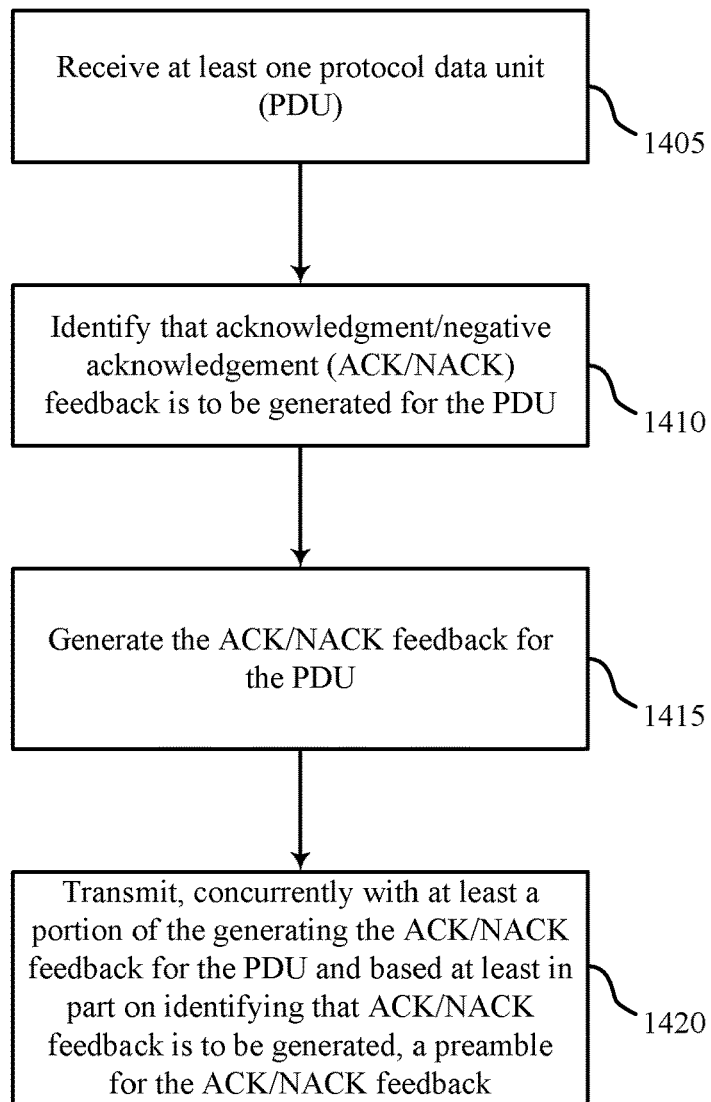 Receive at least one protocol data unit
(PDU)
1405
Identify that acknowledgment/negative
acknowledgement (ACK/NACK)
feedback is to be generated for the PDU
1410
Generate the ACK/NACK feedback for
the PDU
1415
Transmit, concurrently with at least a
portion of the generating the ACK/NACK
feedback for the PDU and based at least in
part on identifying that ACK/NACK
feedback is to be generated, a preamble
for the ACK/NACK feedback
1420